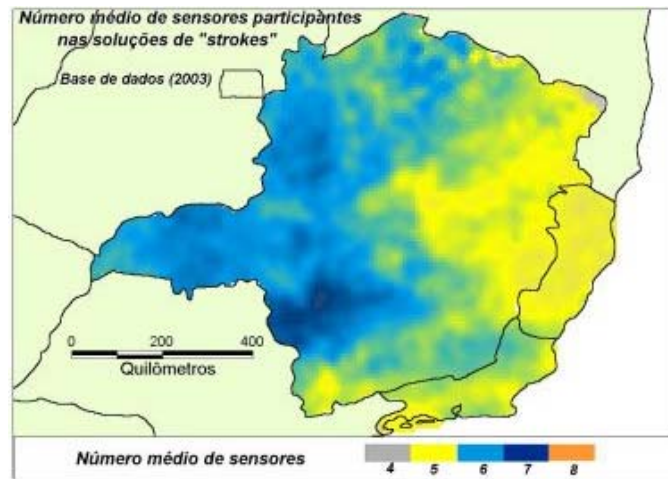 Número médio de sensores participantes
nas soluções de "strokes"
Base de dados (2003)
0 200 400
Quilômetros
Número médio de sensores
4 5 6 7 8